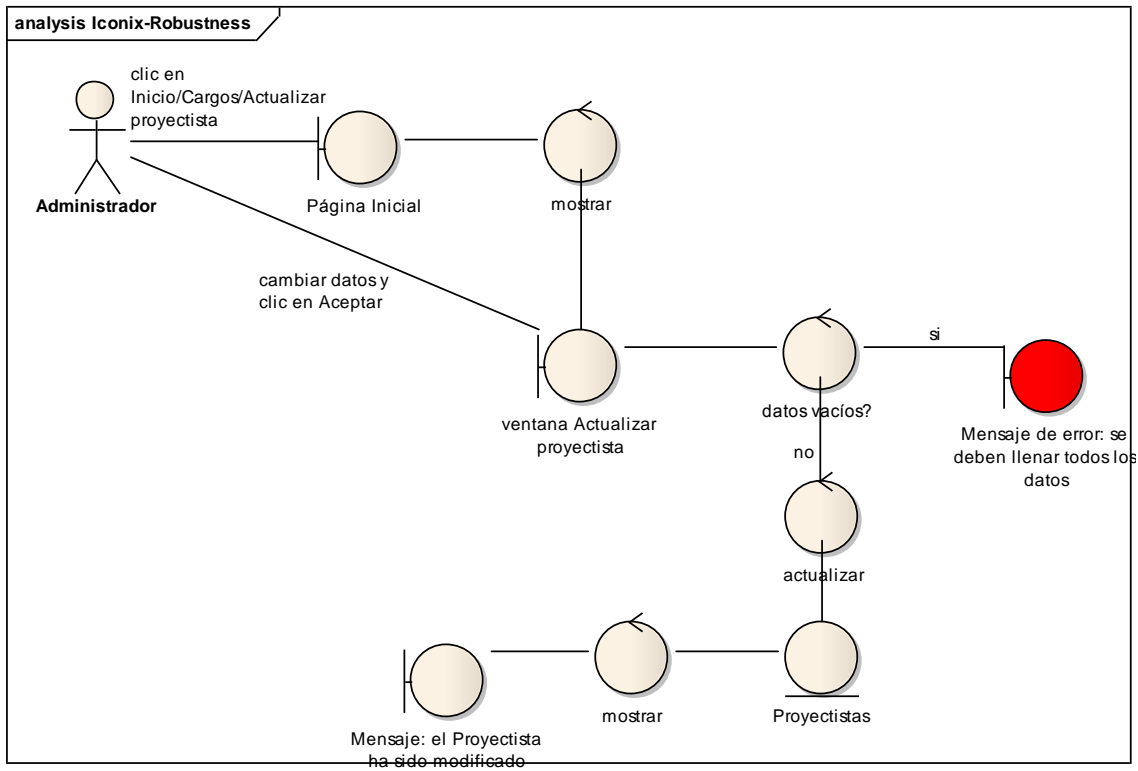 analysis Iconix-Robustness
clic en
Inicio/Cargos/Actualizar
proyectista
Administrador
Página Inicial
mostrar
cambiar datos y
clic en Aceptar
ventana Actualizar
proyectista
datos vacíos?
si
Mensaje de error: se
deben llenar todos los
datos
no
actualizar
Proyectistas
mostrar
Mensaje: el Proyectista
ha sido modificado